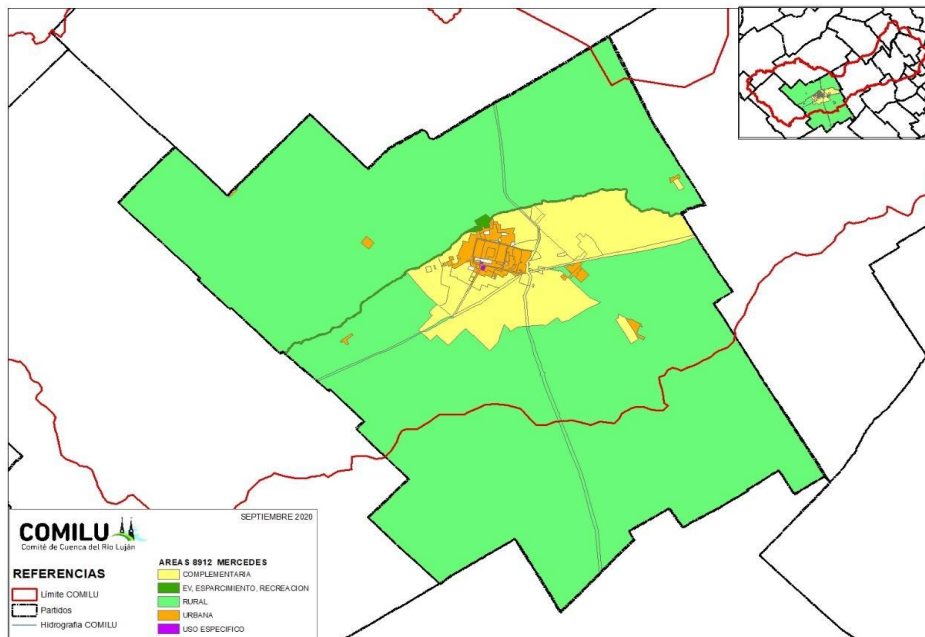 SEPTIEMBRE 2020
COMILU
Comité de Cuenca del Río Luján
REFERENCIAS
Límite COMILU
Partidos
Hidrografía COMILU
AREAS 8912 MERCEDES
COMPLEMENTARIA
EV, ESPARCIMIENTO, RECREACION
RURAL
URBANA
USO ESPECIFICO